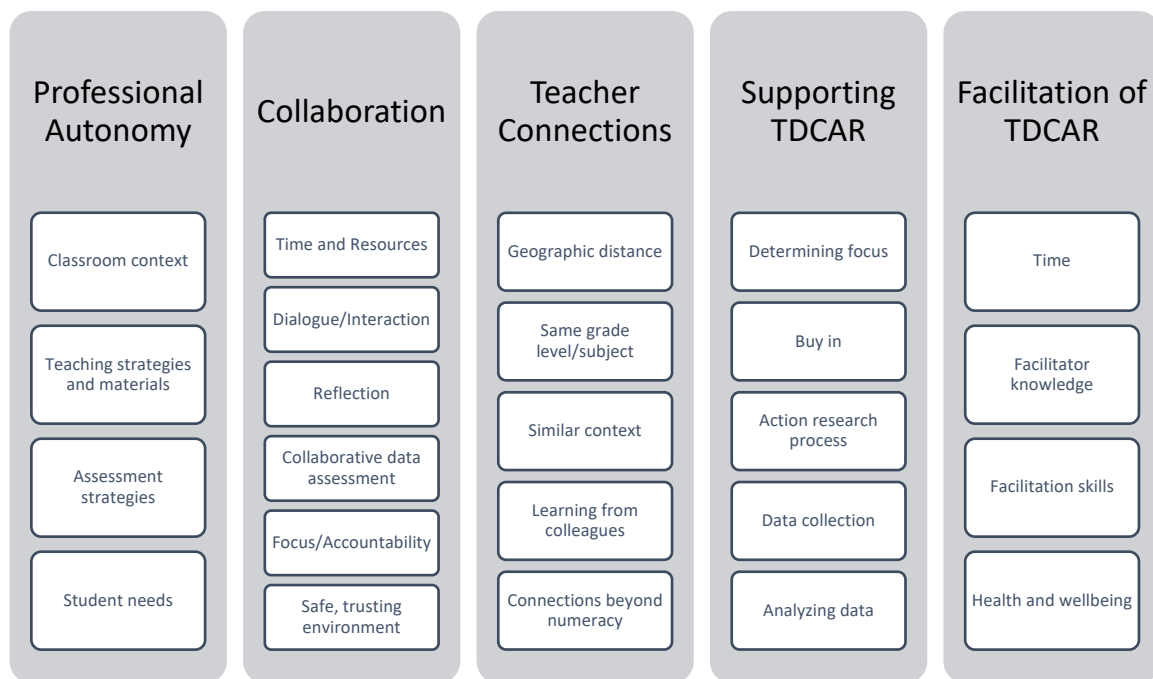 Professional
Autonomy
Classroom context
Teaching strategies
and materials
Assessment
strategies
Student needs
Collaboration
Time and Resources
Dialogue/Interaction
Reflection
Collaborative data
assessment
Focus/Accountability
Safe, trusting
environment
Teacher
Connections
Geographic distance
Same grade
level/subject
Similar context
Learning from
colleagues
Connections beyond
numeracy
Supporting
TDCAR
Determining focus
Buy in
Action research
process
Data collection
Analyzing data
Facilitation of
TDCAR
Time
Facilitator
knowledge
Facilitation skills
Health and wellbeing